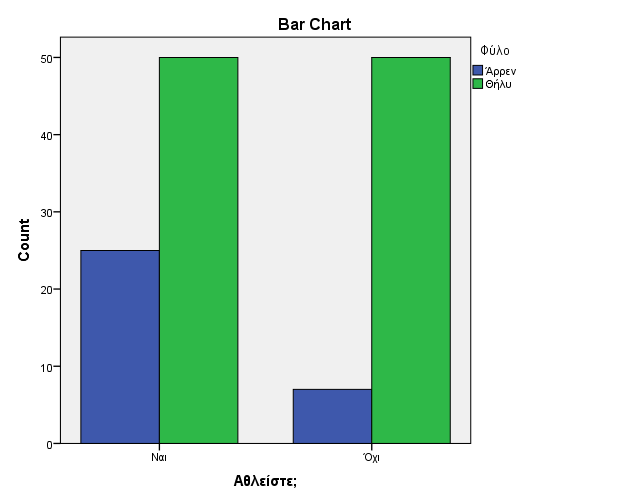 Bar Chart
Φύλο
Άρρεν
Θήλυ
50
40
30
20
10
0
Count
Ναι
Όχι
Αθλείστε;